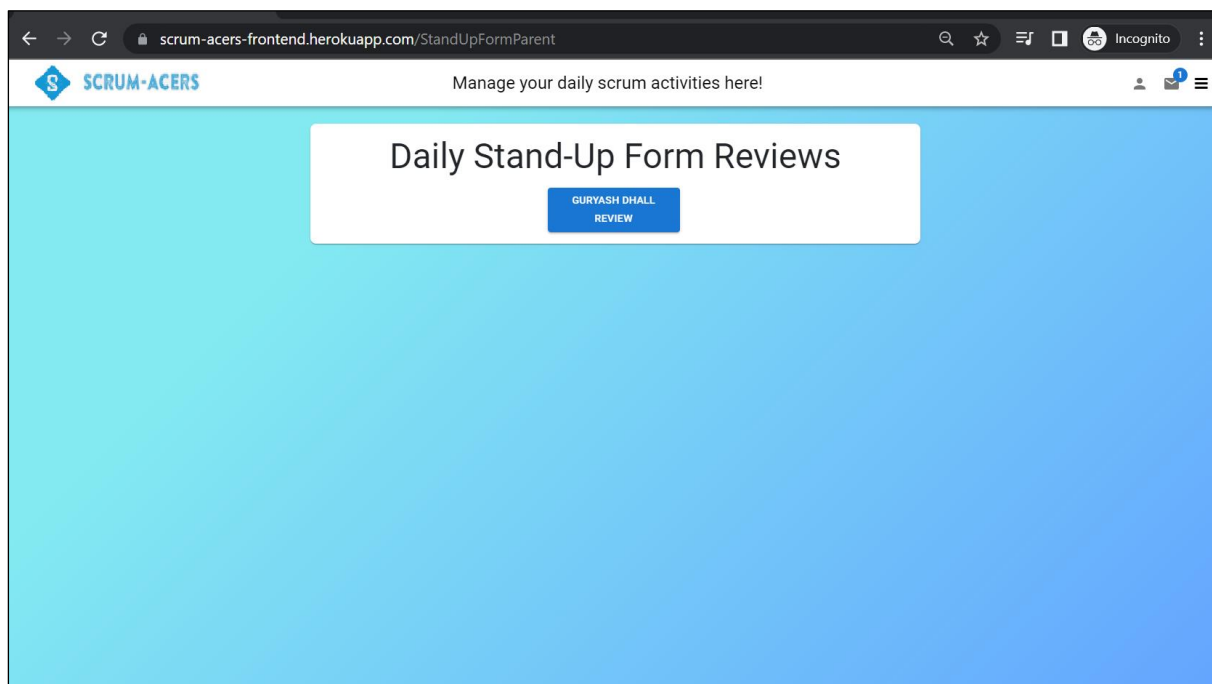 scrum-acers-frontend.herokuapp.com/StandUpFormParent
Incognito
S SCRUM-ACERS
Manage your daily scrum activities here!
1
Daily Stand-Up Form Reviews
GURYASH DHALL
REVIEW